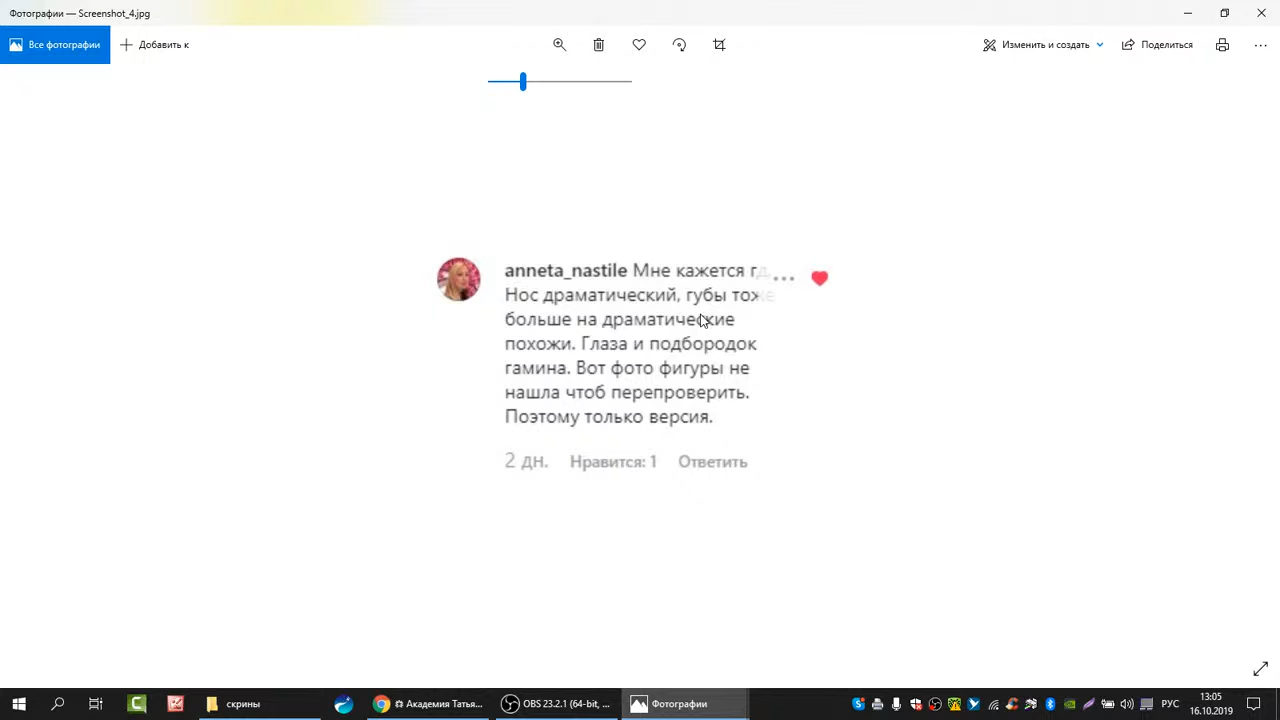 Фотографии — Screenshot_4.jpg
Все фотографии
Добавить к
Изменить и создать
Поделиться
anneta_nastile Мне кажется
Нос драматический, губы тоже
больше на драматические
похожи. Глаза и подбородок
гамина. Вот фото фигуры не
нашла чтоб перепроверить.
Поэтому только версия.
2 дн. Нравится: 1 Ответить
скрины
Академия Татья...
OBS 23.2.1 (64-bit, ...
Фотографии
РУС
13:05
16.10.2019